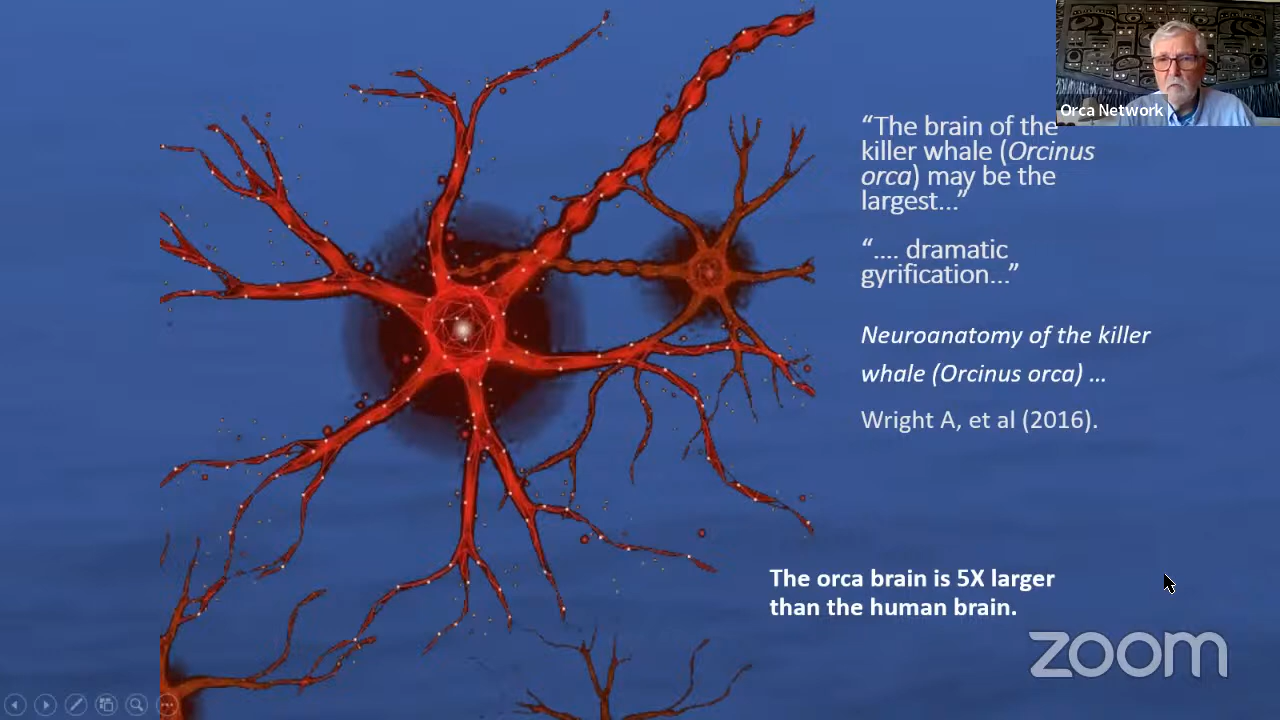 Orca Network
“The brain of the
killer whale (Orcinus
orca) may be the
largest...”
“.... dramatic
gyrification...”
Neuroanatomy of the killer
whale (Orcinus orca) ...
Wright A, et al (2016).
The orca brain is 5X larger
than the human brain.
zoom